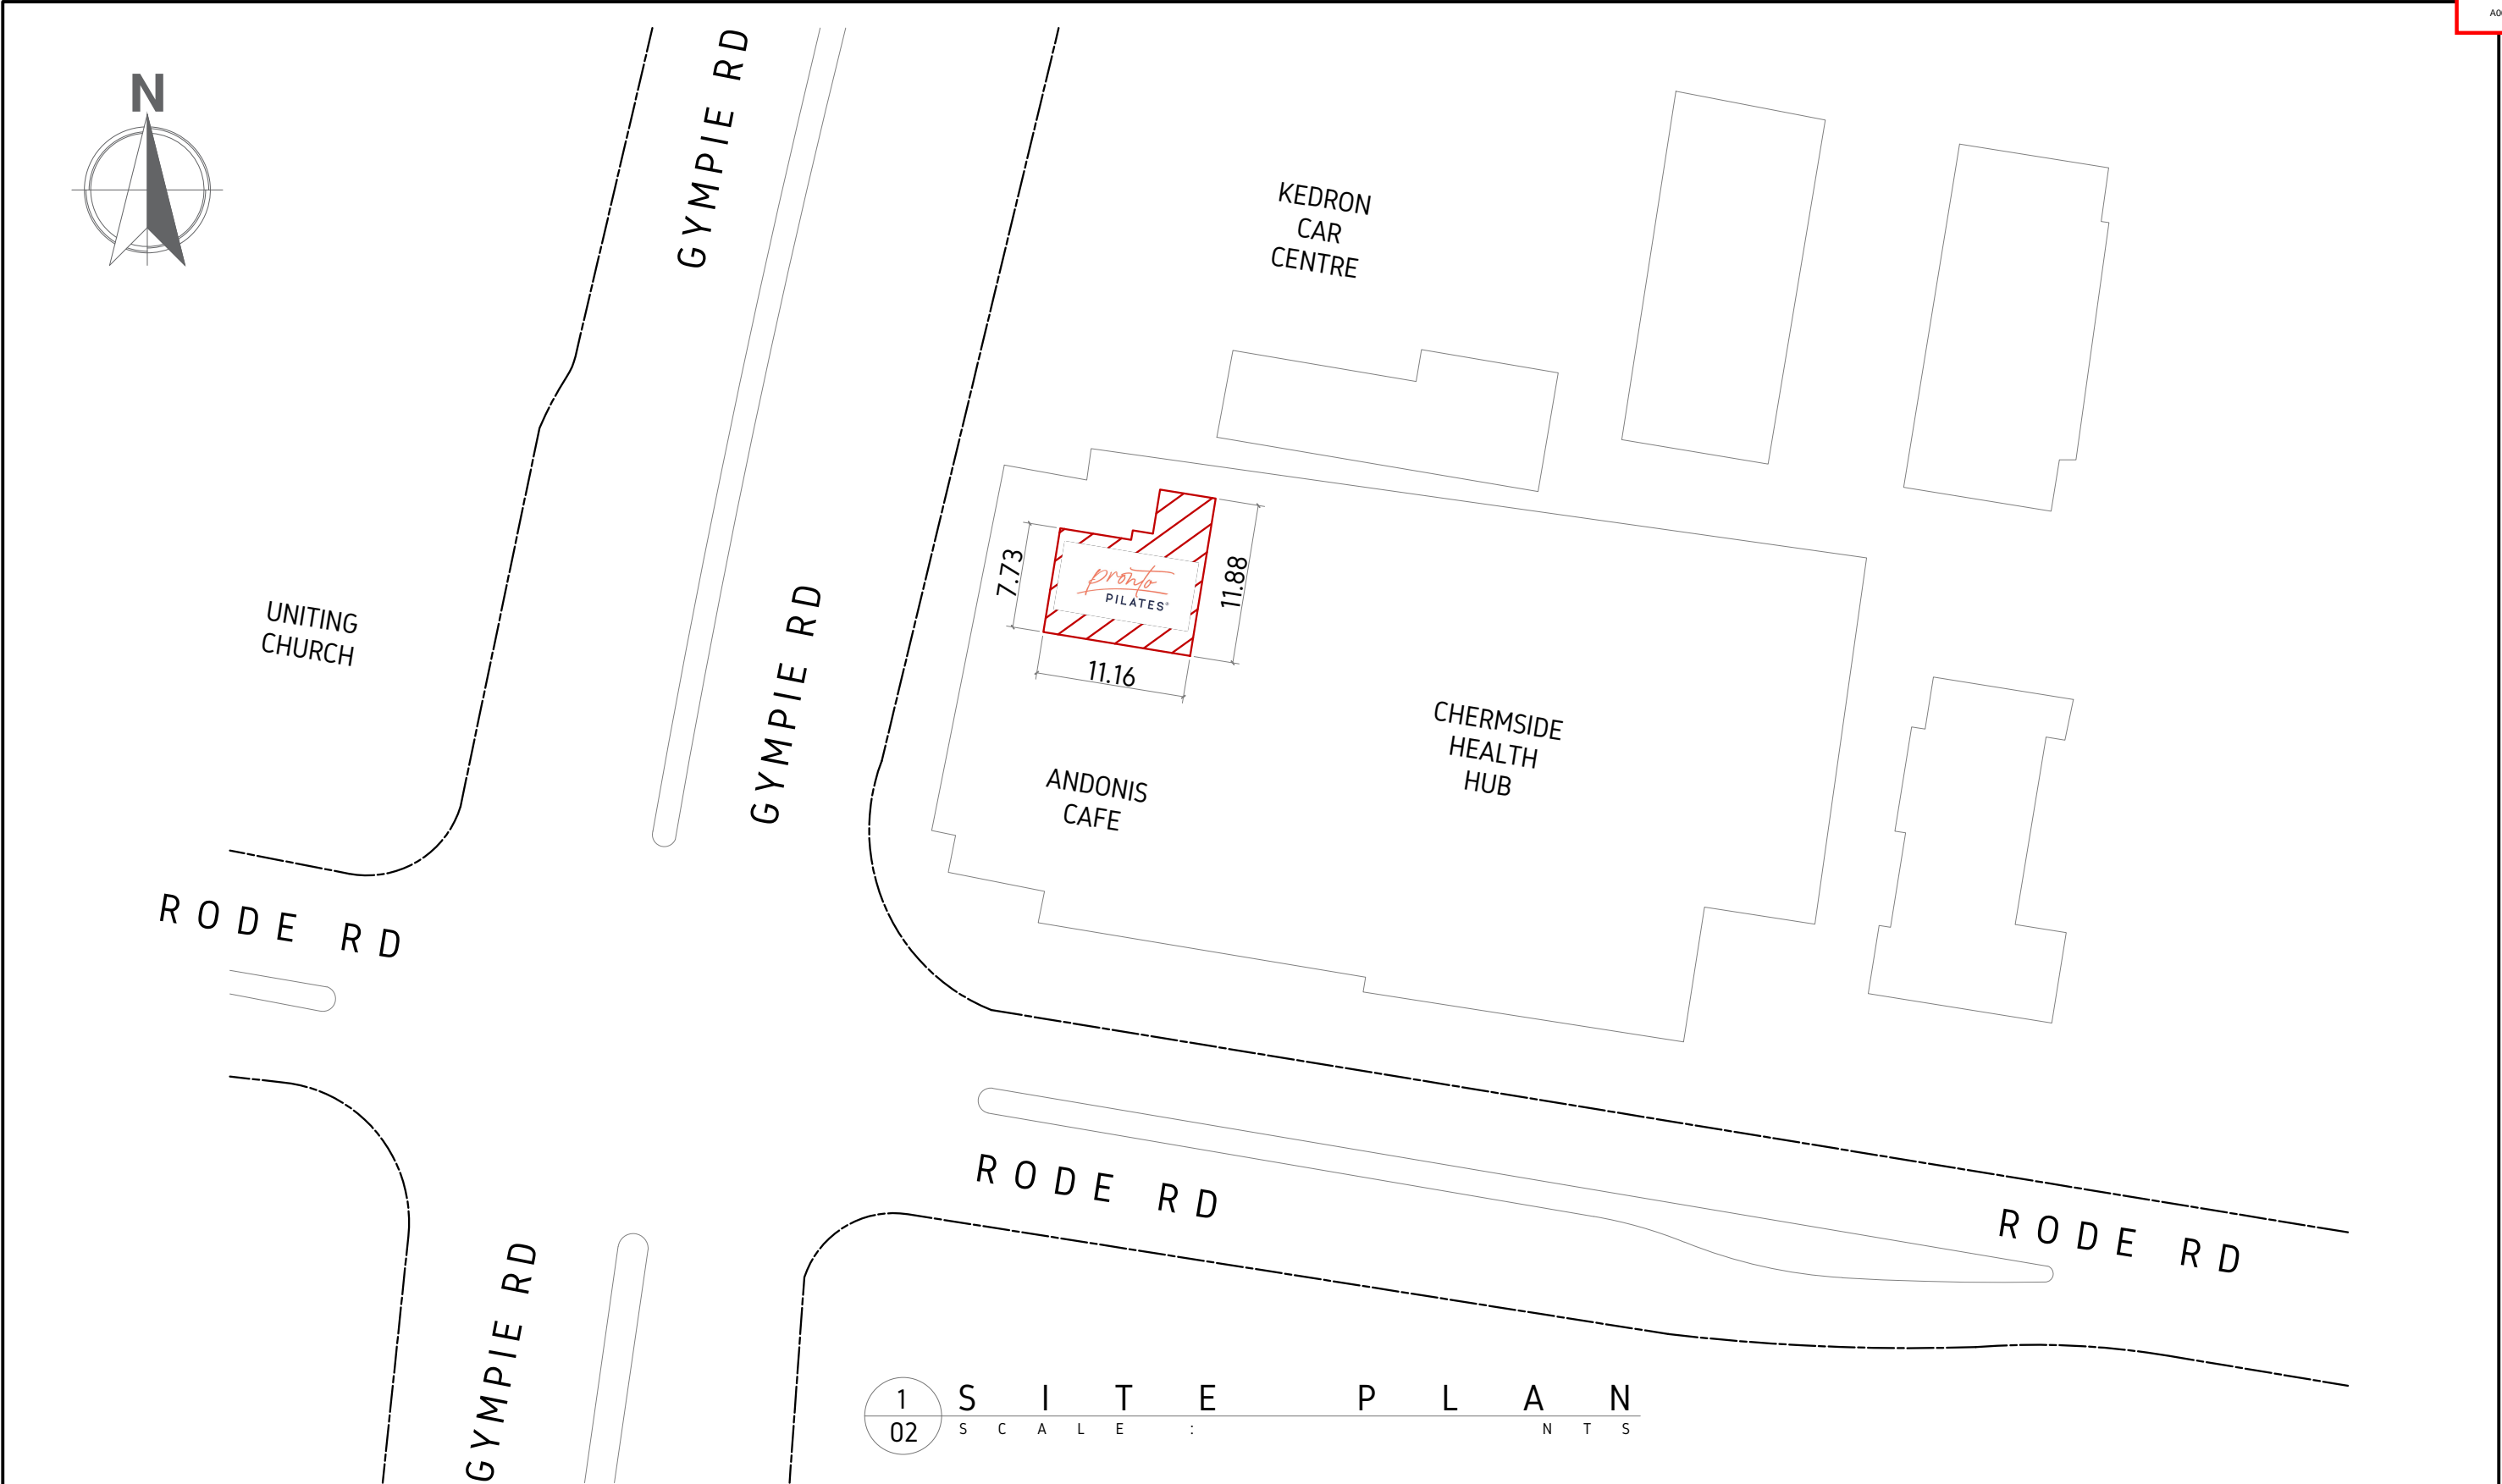 A0
N
GYMPIE RD
KEDRON
CAR
CENTRE
7.73
11.88
pronto
PILATES®
11.16
UNITING
CHURCH
GYMPIE RD
CHERMSIDE
HEALTH
HUB
ANDONIS
CAFE
RODE RD
RODE RD
RODE RD
GYMPIE RD
1
SITE PLAN
02
SCALE : NTS